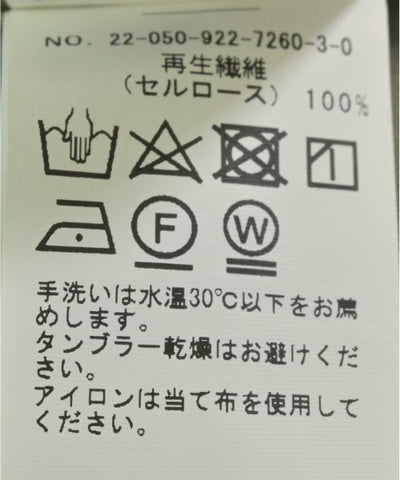 NO. 22-050-922-7260-3-0
再生繊維
（セルロース） 100%
F
W
手洗いは水温30℃以下をお薦
めします。
タンブラー乾燥はお避けくだ
さい。
アイロンは当て布を使用して
ください。